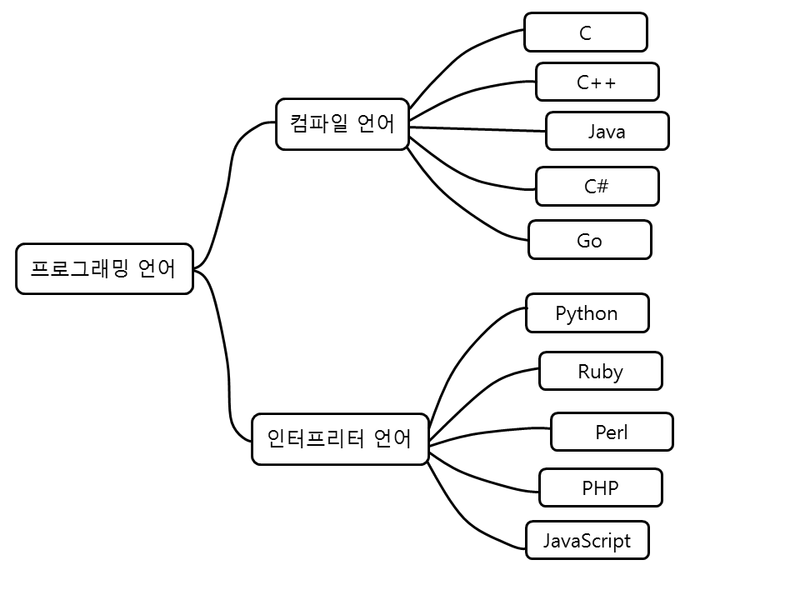 프로그래밍 언어
컴파일 언어
C
C++
Java
C#
Go
인터프리터 언어
Python
Ruby
Perl
PHP
JavaScript